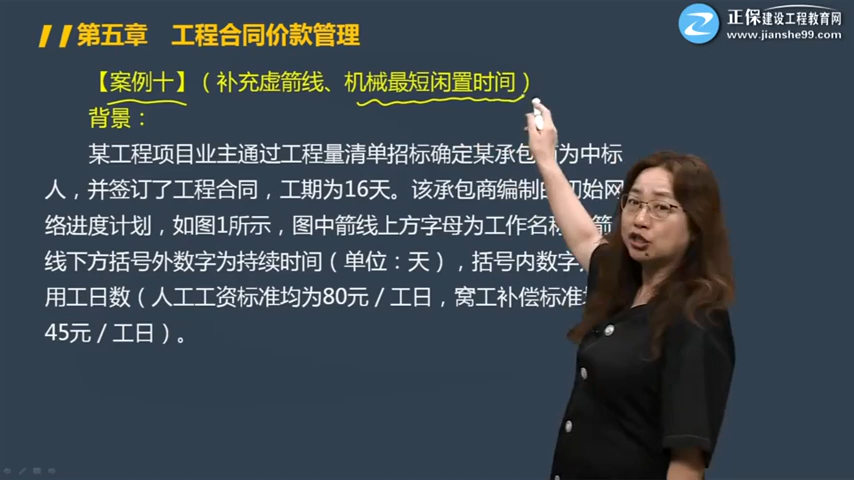 第五章 工程合同价款管理
正保建设工程教育网
www.jianshe99.com
【案例十】（补充虚箭线、机械最短闲置时间）
背景：
某工程项目业主通过工程量清单招标确定某承包 为中标
人，并签订了工程合同，工期为16天。该承包商编制 初始网
络进度计划，如图1所示，图中箭线上方字母为工作名称 箭
线下方括号外数字为持续时间（单位：天），括号内数字
用工日数（人工工资标准均为80元／工日，窝工补偿标准
45元／工日）。